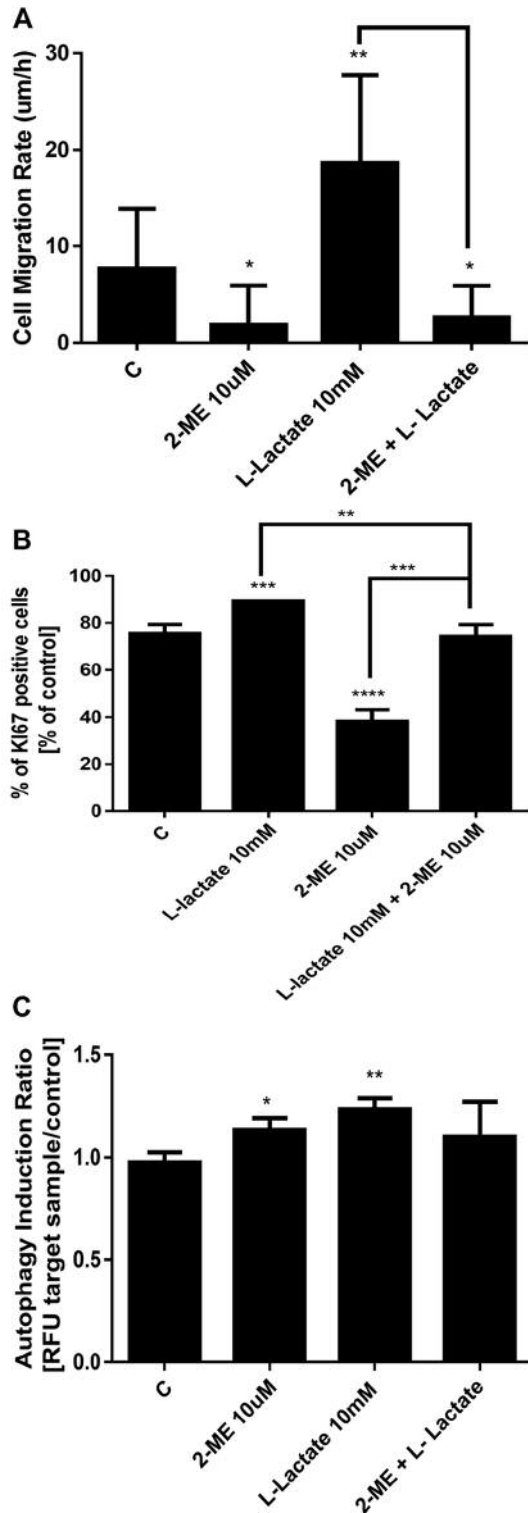 A
Cell Migration Rate (um/h)
30
20
10
0
**
*
*
C
2-ME 10uM
L-Lactate 10mM
2-ME + L- Lactate
B
% of KI67 positive cells
[% of control]
100
80
60
40
20
0
**
***
***
****
C
L-lactate 10mM
2-ME 10uM
L-lactate 10mM + 2-ME 10uM
C
Autophagy Induction Ratio
[RFU target sample/control]
1.5
1.0
0.5
0.0
*
**
C
2-ME 10uM
L-Lactate 10mM
2-ME + L- Lactate